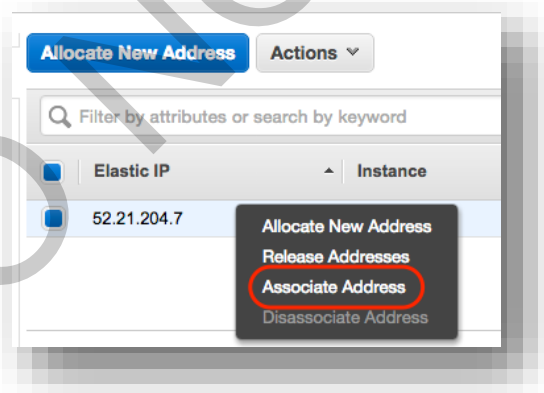 Allocate New Address Actions
Filter by attributes or search by keyword
Elastic IP Instance
52.21.204.7
Allocate New Address
Release Addresses
Associate Address
Disassociate Address